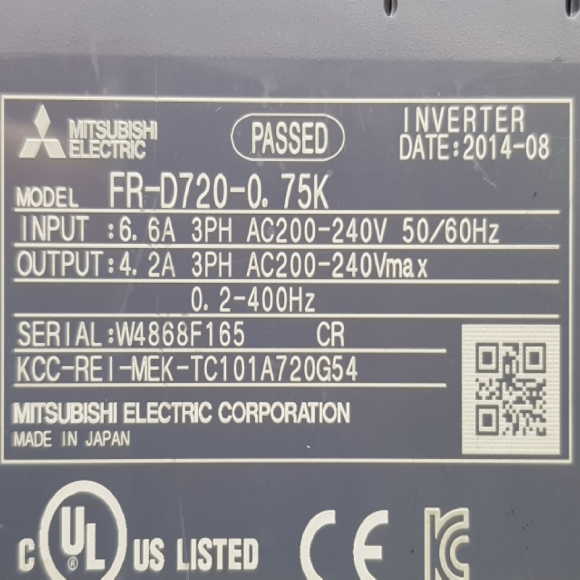 MITSUBISHI
ELECTRIC
PASSED
INVERTER
DATE:2014-08
MODEL FR-D720-0.75K
INPUT :6.6A 3PH AC200-240V 50/60Hz
OUTPUT:4.2A 3PH AC200-240Vmax
0.2-400Hz
SERIAL:W4868F165 CR
KCC-REI-MEK-TC101A720G54
MITSUBISHI ELECTRIC CORPORATION
MADE IN JAPAN
C UL US LISTED
CE